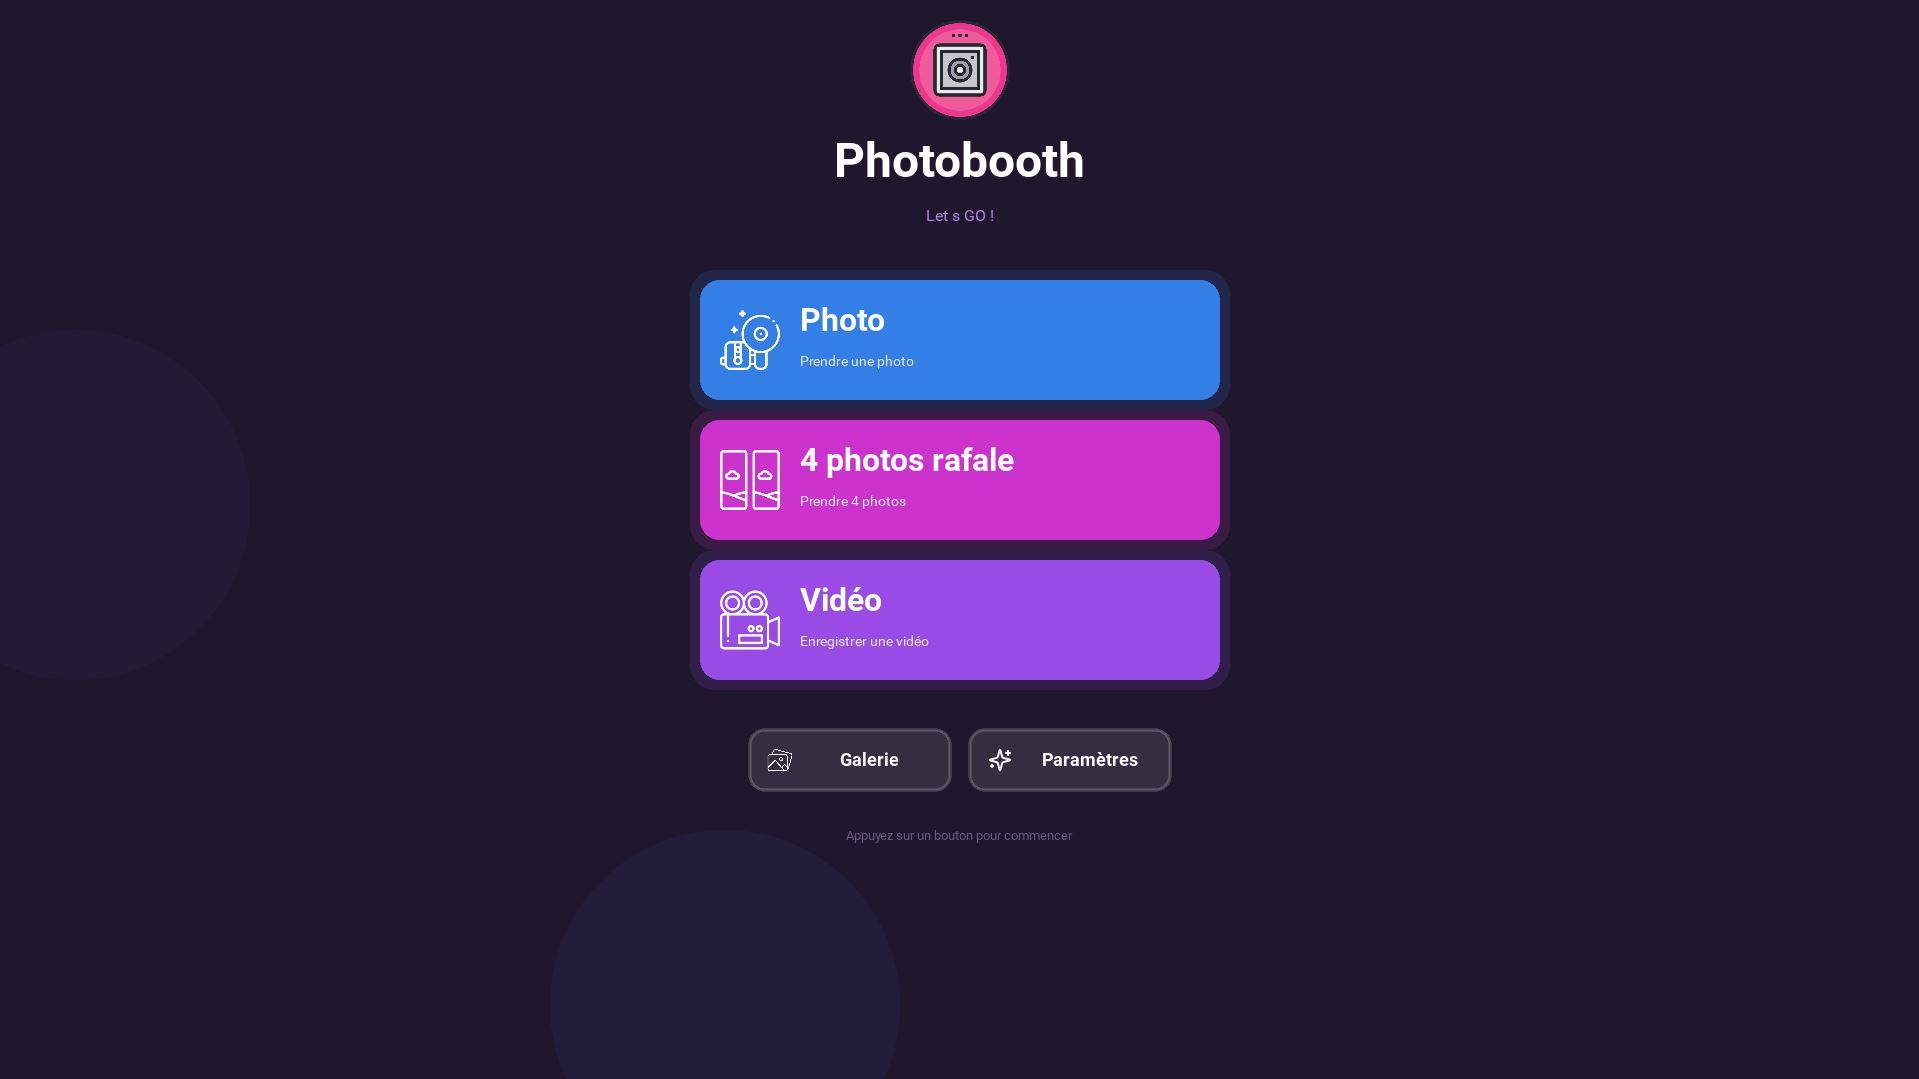 Photobooth
Let s GO !
Photo
Prendre une photo
4 photos rafale
Prendre 4 photos
Vidéo
Enregistrer une vidéo
Galerie
Paramètres
Appuyez sur un bouton pour commencer